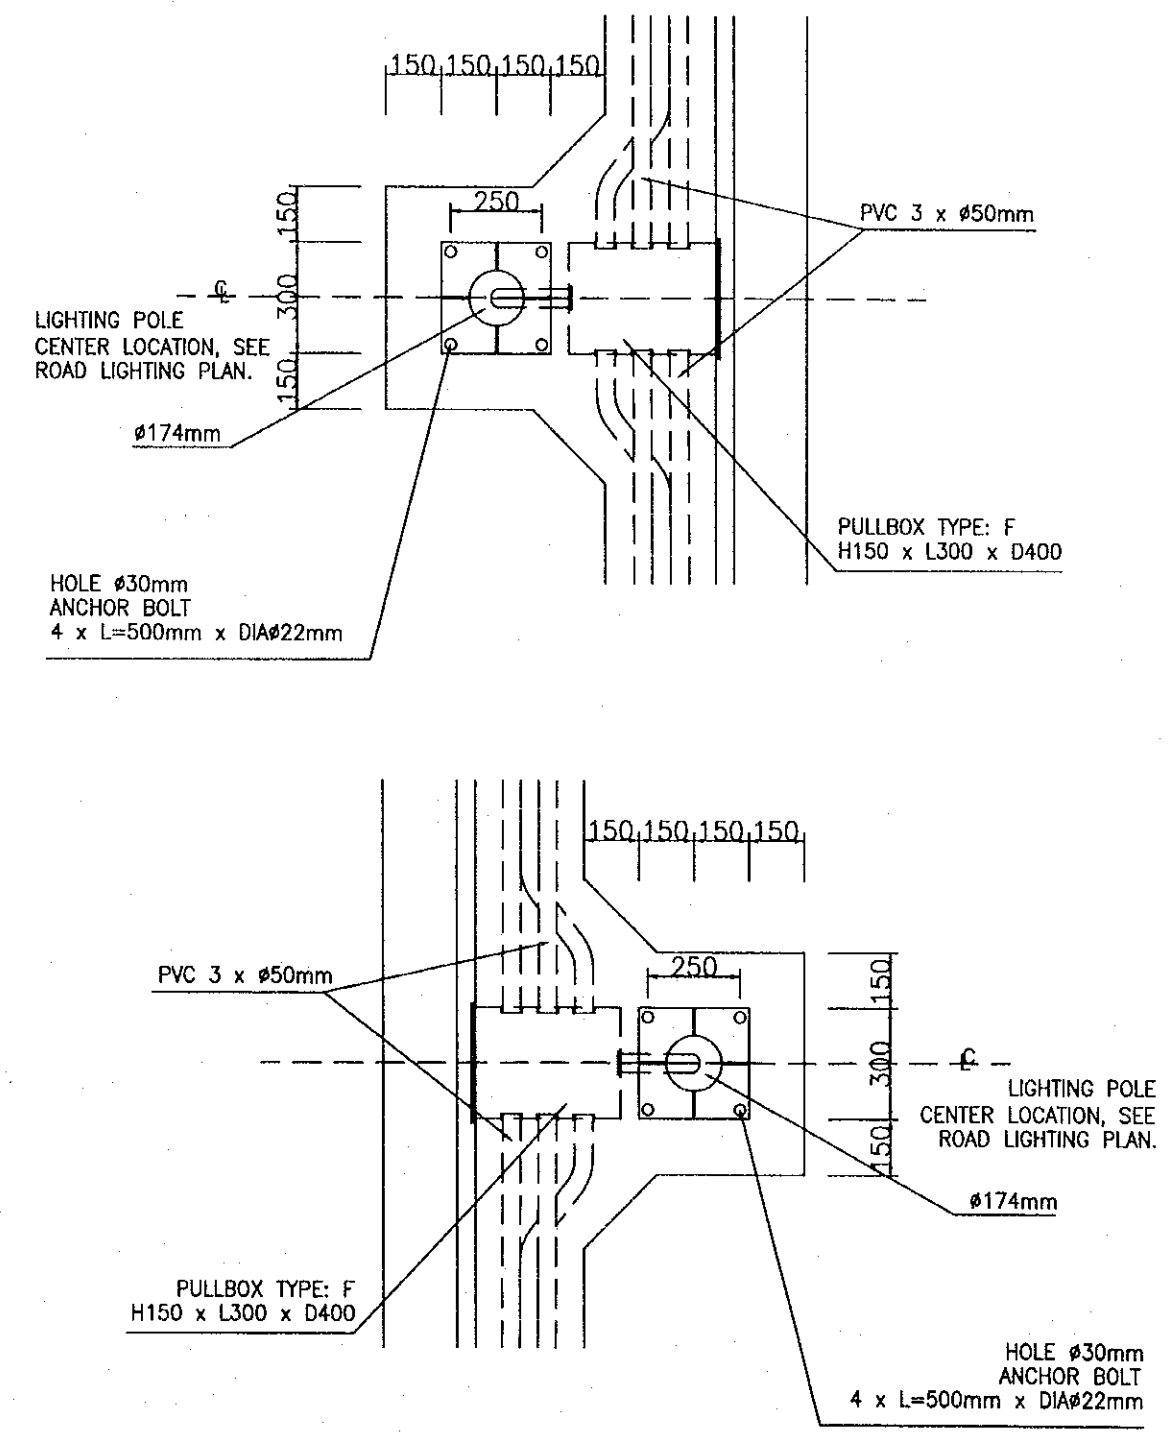 150 150 150 150
150
250
PVC 3 x ø50mm
℄
300
LIGHTING POLE
CENTER LOCATION, SEE
ROAD LIGHTING PLAN.
150
ø174mm
PULLBOX TYPE: F
H150 x L300 x D400
HOLE ø30mm
ANCHOR BOLT
4 x L=500mm x DIAø22mm
150 150 150 150
250
150
PVC 3 x ø50mm
300
℄
LIGHTING POLE
CENTER LOCATION, SEE
ROAD LIGHTING PLAN.
150
ø174mm
PULLBOX TYPE: F
H150 x L300 x D400
HOLE ø30mm
ANCHOR BOLT
4 x L=500mm x DIAø22mm